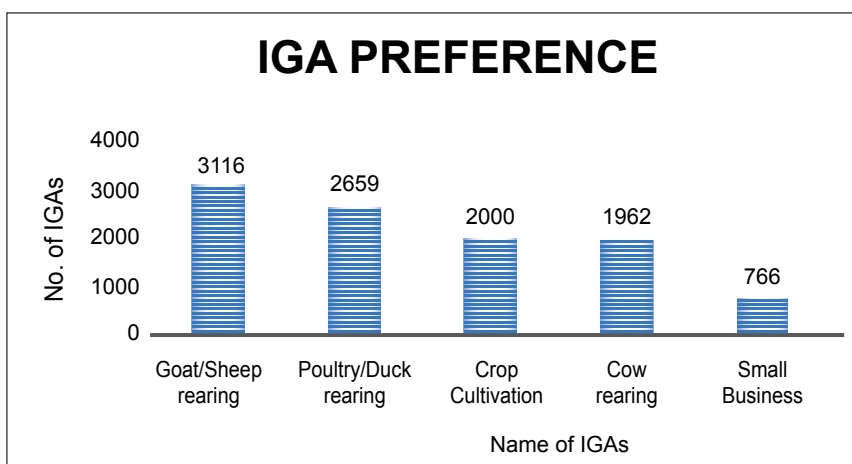 IGA PREFERENCE
No. of IGAs
4000
3000
2000
1000
0
3116
2659
2000
1962
766
Goat/Sheep
rearing
Poultry/Duck
rearing
Crop
Cultivation
Cow
rearing
Small
Business
Name of IGAs